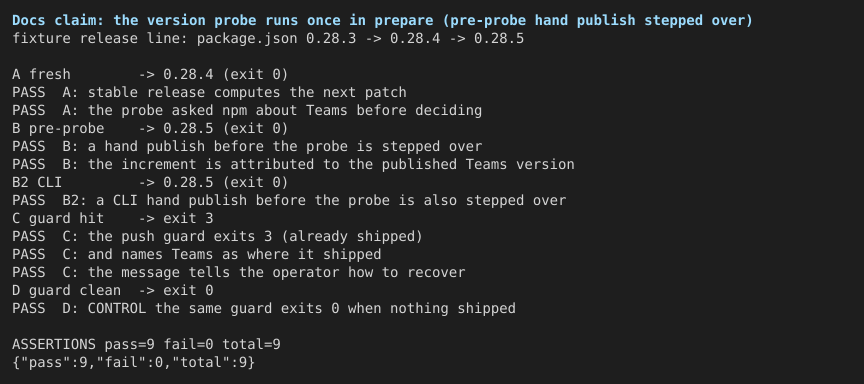 Docs claim: the version probe runs once in prepare (pre-probe hand publish stepped over)
fixture release line: package.json 0.28.3 -> 0.28.4 -> 0.28.5
A fresh        -> 0.28.4 (exit 0)
PASS  A: stable release computes the next patch
PASS  A: the probe asked npm about Teams before deciding
B pre-probe    -> 0.28.5 (exit 0)
PASS  B: a hand publish before the probe is stepped over
PASS  B: the increment is attributed to the published Teams version
B2 CLI         -> 0.28.5 (exit 0)
PASS  B2: a CLI hand publish before the probe is also stepped over
C guard hit    -> exit 3
PASS  C: the push guard exits 3 (already shipped)
PASS  C: and names Teams as where it shipped
PASS  C: the message tells the operator how to recover
D guard clean  -> exit 0
PASS  D: CONTROL the same guard exits 0 when nothing shipped
ASSERTIONS pass=9 fail=0 total=9
{"pass":9,"fail":0,"total":9}